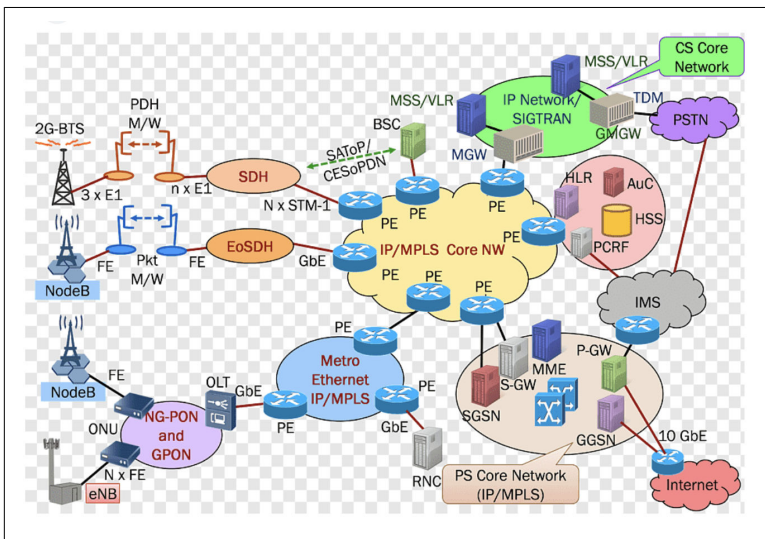 MSS/VLR
CS Core
Network
PDH
M/W
MSS/VLR
IP Network/
SIGTRAN
TDM
PSTN
2G-BTS
BSC
GMGW
SAToP/
CESoPDN
MGW
3 x E1
n x E1
SDH
N x STM-1
PE
PE
PE
HLR
AuC
HSS
PCRF
PE
NodeB
FE
Pkt
M/W
FE
EoSDH
GbE
PE
IP/MPLS Core NW
PE
PE
IMS
NodeB
FE
PE
Metro
Ethernet
IP/MPLS
PE
GbE
PE
OLT
GbE
ONU
NG-PON
and
GPON
N x FE
eNB
RNC
SGSN
S-GW
MME
P-GW
GGSN
10 GbE
Internet
PS Core Network
(IP/MPLS)